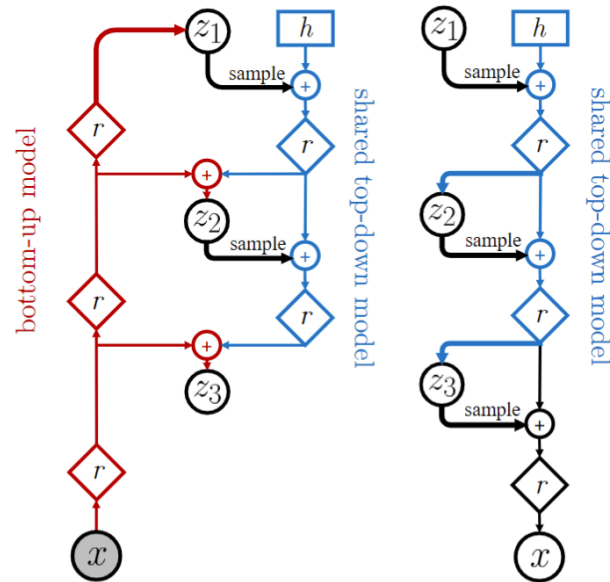 z1
h
sample
+
r
r
+
z2
sample
+
r
r
+
z3
r
x
bottom-up model
shared top-down model
z1
h
sample
+
r
z2
sample
+
r
z3
sample
+
r
x
shared top-down model